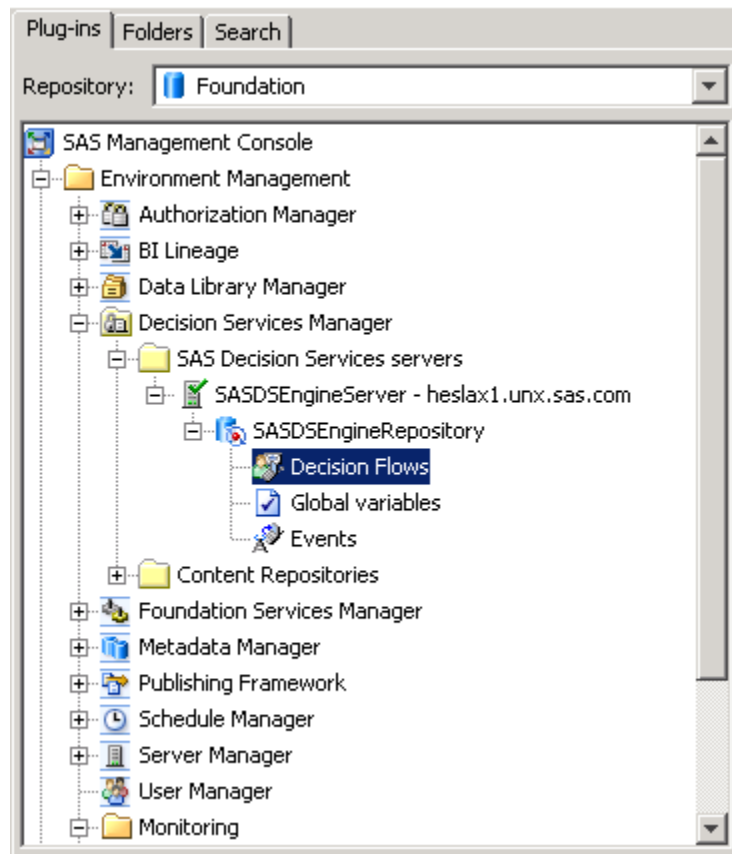 Plug-ins Folders Search
Repository: Foundation
SAS Management Console
Environment Management
Authorization Manager
BI Lineage
Data Library Manager
Decision Services Manager
SAS Decision Services servers
SASDSEngineServer - heslax1.unx.sas.com
SASDSEngineRepository
Decision Flows
Global variables
Events
Content Repositories
Foundation Services Manager
Metadata Manager
Publishing Framework
Schedule Manager
Server Manager
User Manager
Monitoring